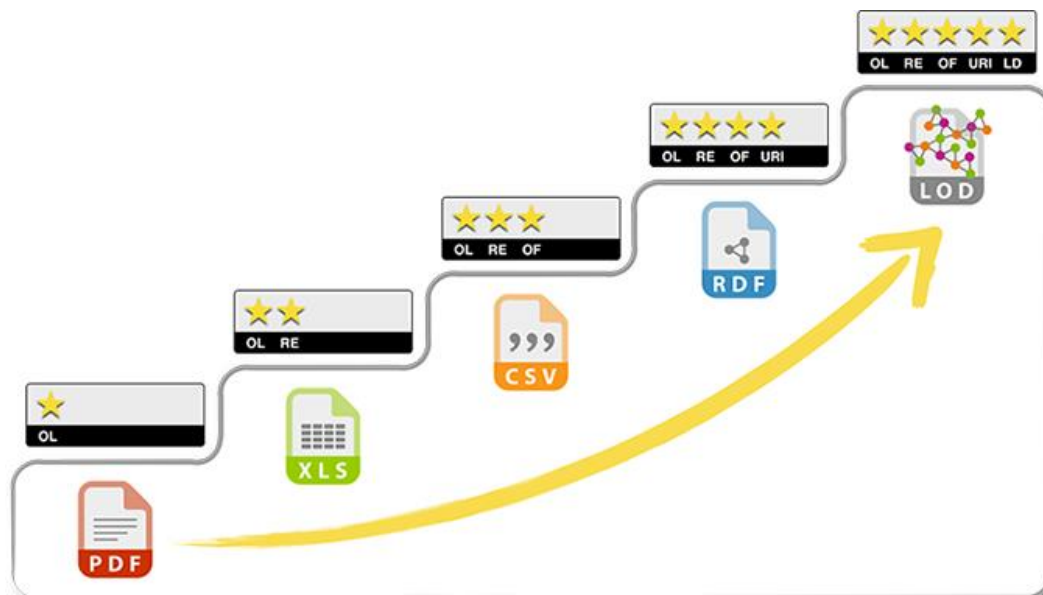 OL RE OF URI LD
LOD
OL RE OF URI
RDF
OL RE OF
,,,
CSV
OL RE
XLS
OL
PDF